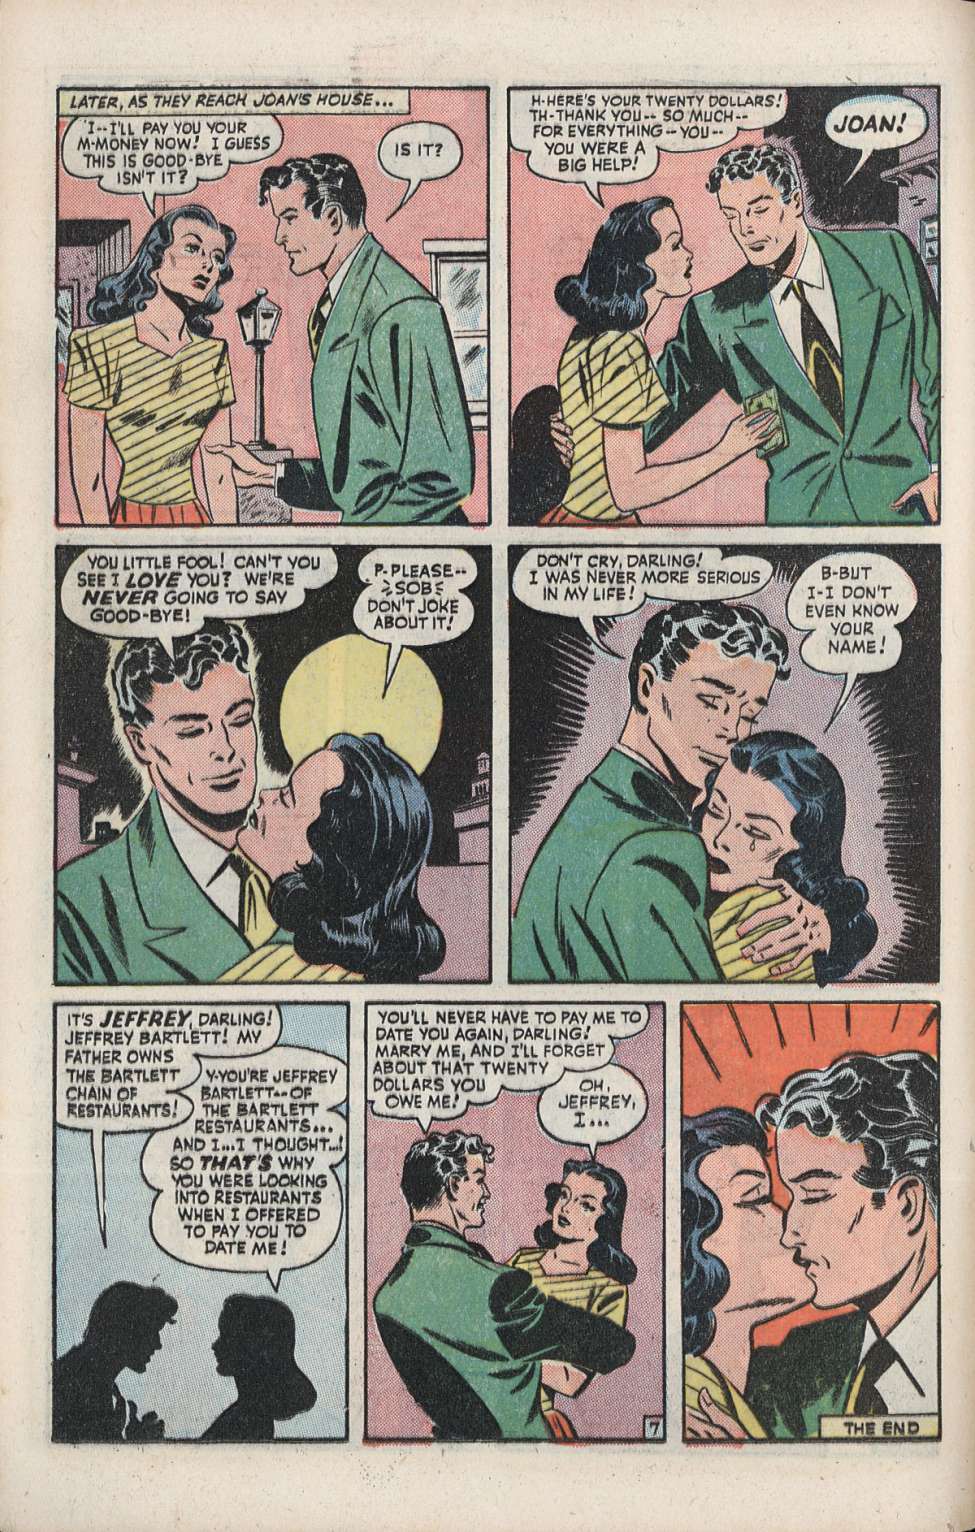 LATER, AS THEY REACH JOAN'S HOUSE...
I--I'LL PAY YOU YOUR
M-MONEY NOW! I GUESS
THIS IS GOOD-BYE
ISN'T IT?
IS IT?
H-HERE'S YOUR TWENTY DOLLARS!
TH-THANK YOU-- SO MUCH--
FOR EVERYTHING--YOU--
YOU WERE A
BIG HELP!
JOAN!
YOU LITTLE FOOL! CAN'T YOU
SEE I LOVE YOU? WE'RE
NEVER GOING TO SAY
GOOD-BYE!
P-PLEASE--
SOB
DON'T JOKE
ABOUT IT!
DON'T CRY, DARLING!
I WAS NEVER MORE SERIOUS
IN MY LIFE!
B-BUT
I-I DON'T
EVEN KNOW
YOUR
NAME!
IT'S JEFFREY, DARLING!
JEFFREY BARTLETT! MY
FATHER OWNS
THE BARTLETT
CHAIN OF
RESTAURANTS!
Y-YOU'RE JEFFREY
BARTLETT--OF
THE BARTLETT
RESTAURANTS...
AND I...I THOUGHT...!
SO THAT'S WHY
YOU WERE LOOKING
INTO RESTAURANTS
WHEN I OFFERED
TO PAY YOU TO
DATE ME!
YOU'LL NEVER HAVE TO PAY ME TO
DATE YOU AGAIN, DARLING!
MARRY ME, AND I'LL FORGET
ABOUT THAT TWENTY
DOLLARS YOU
OWE ME!
OH,
JEFFREY,
I...
7
THE END